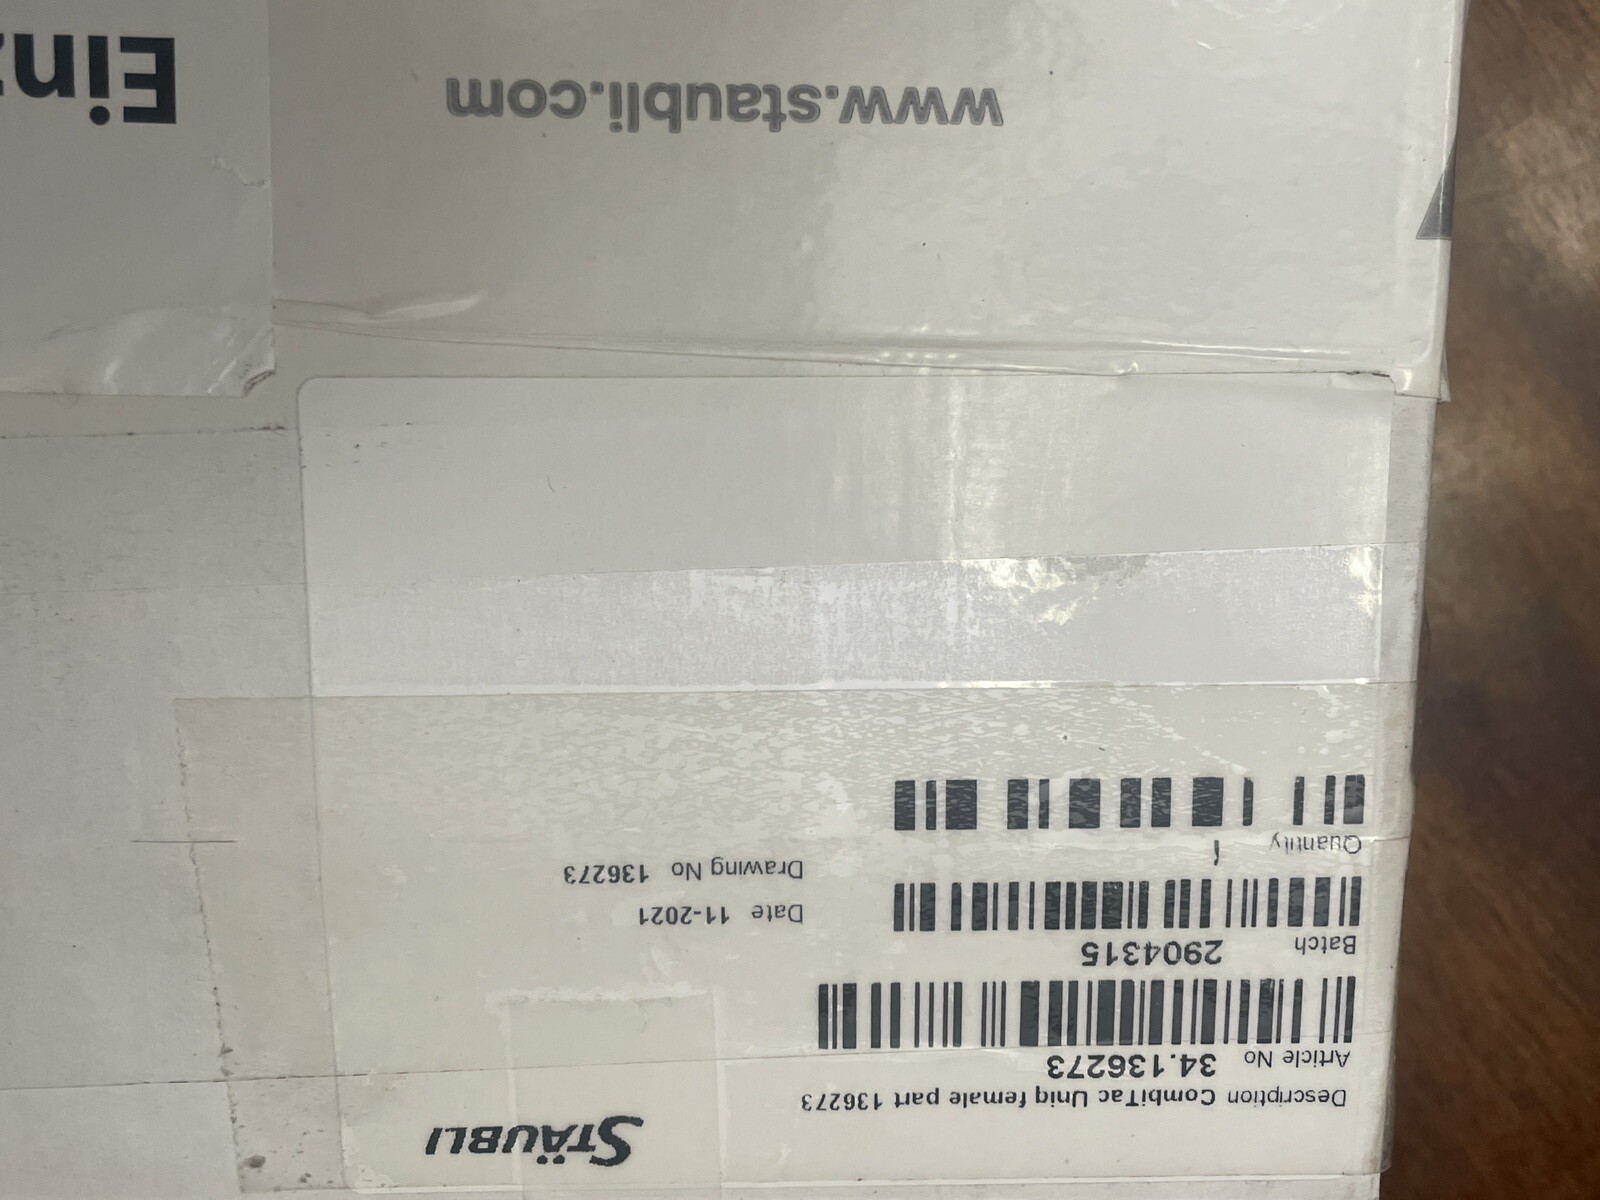 STÄUBLI
Description CombiTac Uniq female part 136273
Article No 34.136273
Batch 2904315
Date 11-2021
Drawing No 136273
Quantity 1
www.staubli.com